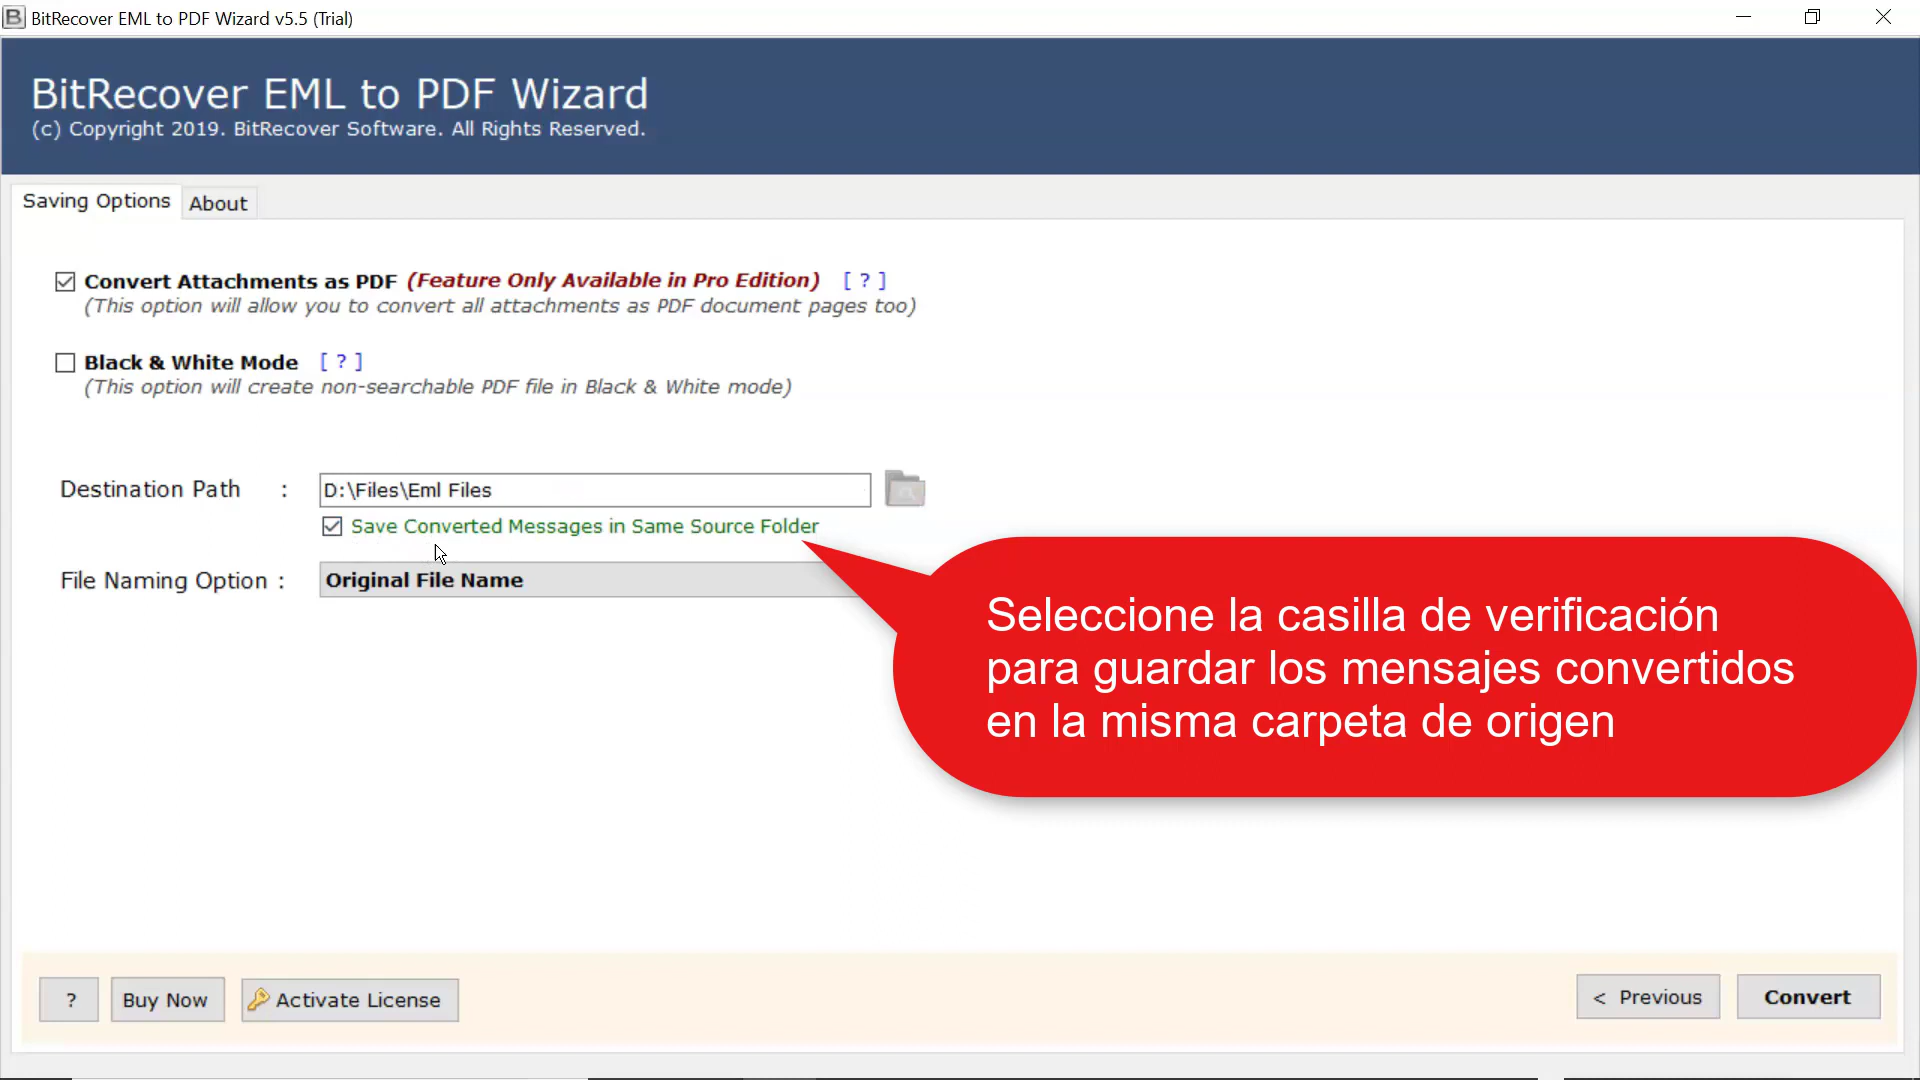 BitRecover EML to PDF Wizard v5.5 (Trial)
BitRecover EML to PDF Wizard
(c) Copyright 2019. BitRecover Software. All Rights Reserved.
Saving Options
About
Convert Attachments as PDF (Feature Only Available in Pro Edition) [ ? ]
(This option will allow you to convert all attachments as PDF document pages too)
Black & White Mode [ ? ]
(This option will create non-searchable PDF file in Black & White mode)
Destination Path : D:\Files\Eml Files
Save Converted Messages in Same Source Folder
File Naming Option : Original File Name
Seleccione la casilla de verificación
para guardar los mensajes convertidos
en la misma carpeta de origen
? Buy Now Activate License < Previous Convert